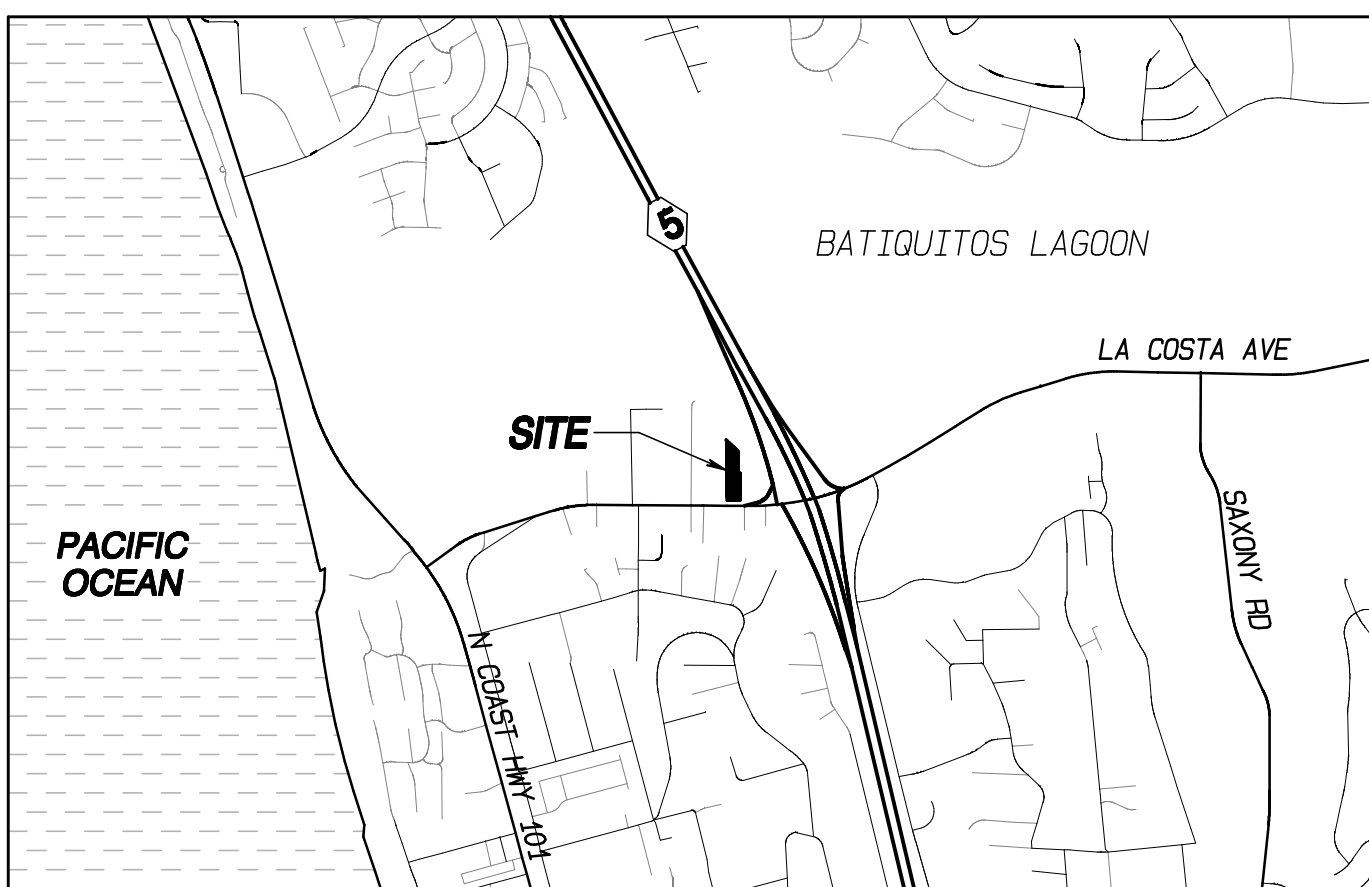 5
BATIQUITOS LAGOON
LA COSTA AVE
SITE
SAXONY RD
PACIFIC
OCEAN
N COAST HWY 101